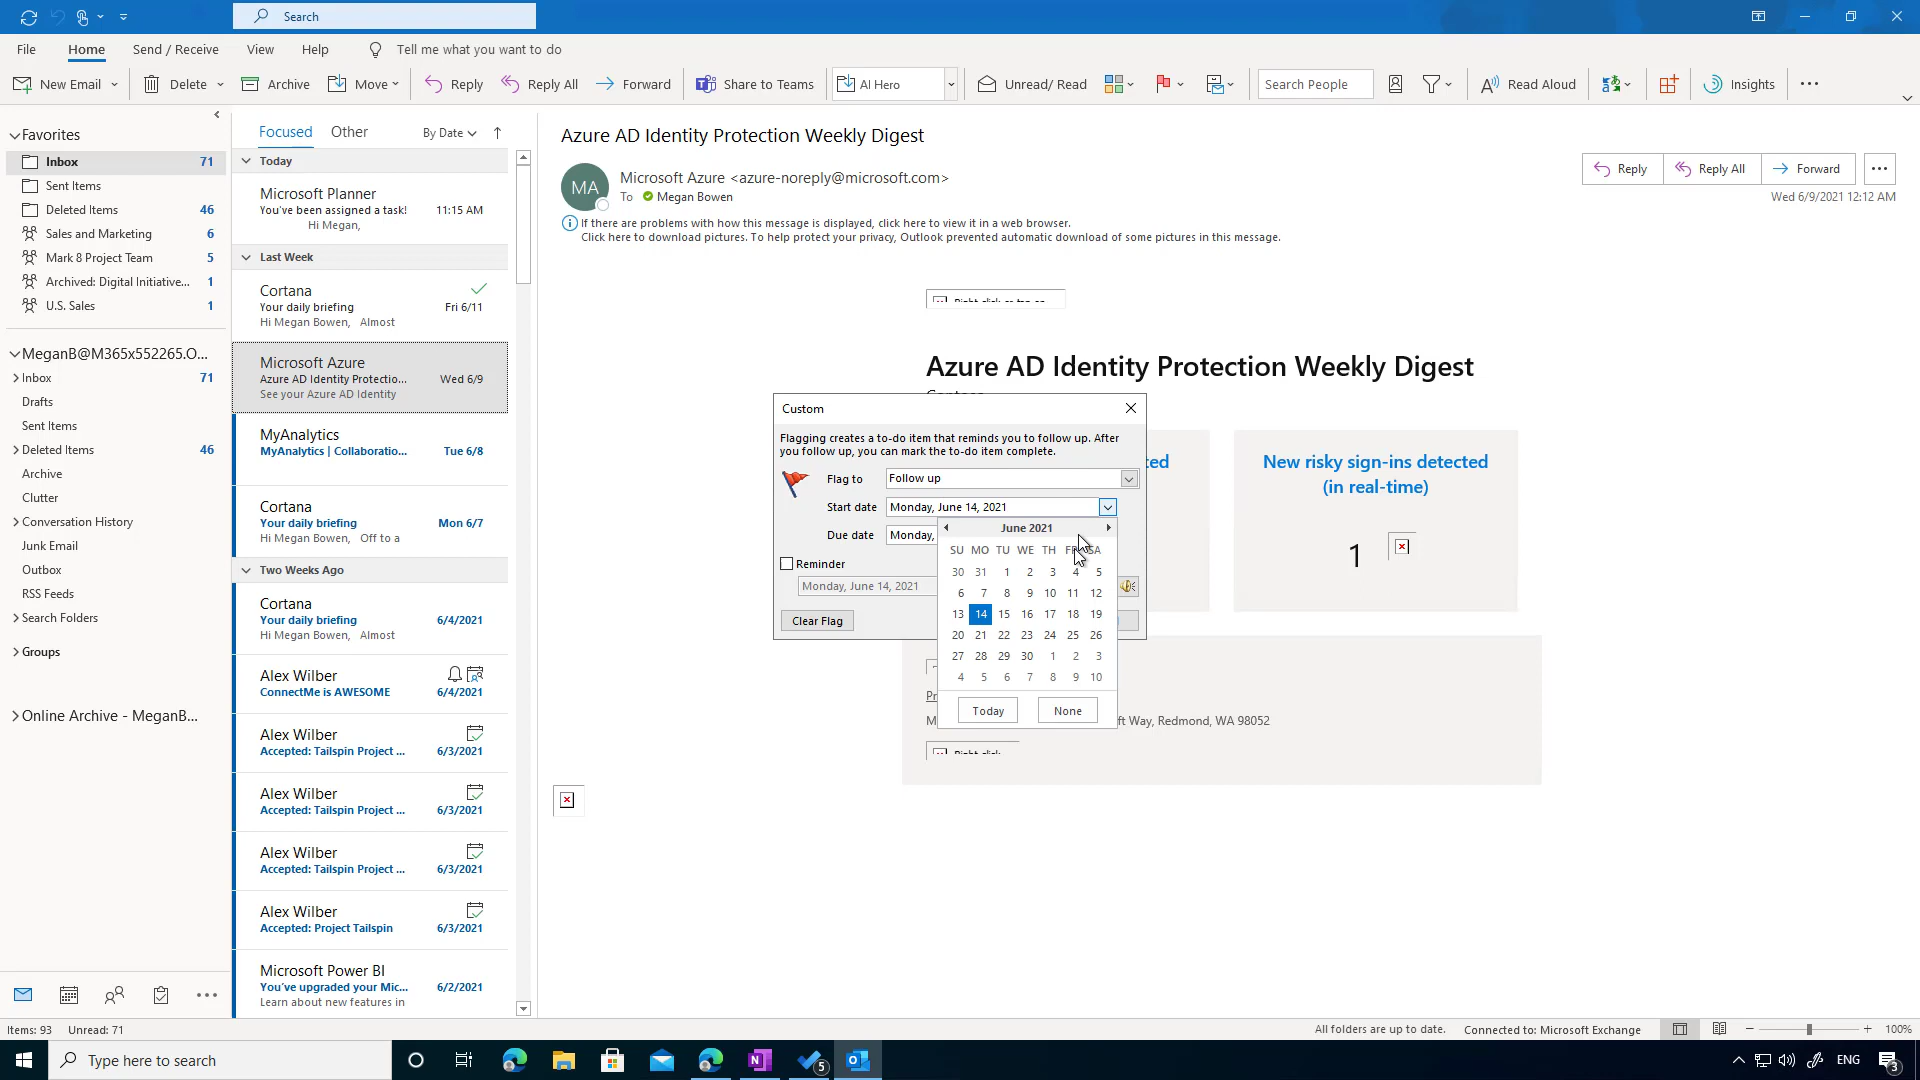 Search
File Home Send / Receive View Help Tell me what you want to do
New Email Delete Archive Move Reply Reply All Forward Share to Teams AI Hero Unread/ Read Search People Read Aloud Insights
Favorites
Inbox 71
Sent Items
Deleted Items 46
Sales and Marketing 6
Mark 8 Project Team 5
Archived: Digital Initiative... 1
U.S. Sales 1
MeganB@M365x552265.O...
Inbox 71
Drafts
Sent Items
Deleted Items 46
Archive
Clutter
Conversation History
Junk Email
Outbox
RSS Feeds
Search Folders
Groups
Online Archive - MeganB...
Focused Other By Date
Today
Microsoft Planner
You've been assigned a task! 11:15 AM
Hi Megan,
Last Week
Cortana
Your daily briefing Fri 6/11
Hi Megan Bowen, Almost
Microsoft Azure
Azure AD Identity Protectio... Wed 6/9
See your Azure AD Identity
MyAnalytics
MyAnalytics | Collaboratio... Tue 6/8
Cortana
Your daily briefing Mon 6/7
Hi Megan Bowen, Off to a
Two Weeks Ago
Cortana
Your daily briefing 6/4/2021
Hi Megan Bowen, Almost
Alex Wilber
ConnectMe is AWESOME 6/4/2021
Alex Wilber
Accepted: Tailspin Project ... 6/3/2021
Alex Wilber
Accepted: Tailspin Project ... 6/3/2021
Alex Wilber
Accepted: Tailspin Project ... 6/3/2021
Alex Wilber
Accepted: Project Tailspin 6/3/2021
Microsoft Power BI
You've upgraded your Mic... 6/2/2021
Learn about new features in
Azure AD Identity Protection Weekly Digest
MA
Microsoft Azure <azure-noreply@microsoft.com>
To Megan Bowen
Reply Reply All Forward
Wed 6/9/2021 12:12 AM
If there are problems with how this message is displayed, click here to view it in a web browser.
Click here to download pictures. To help protect your privacy, Outlook prevented automatic download of some pictures in this message.
Azure AD Identity Protection Weekly Digest
New risky sign-ins detected
(in real-time)
1
ft Way, Redmond, WA 98052
Custom
Flagging creates a to-do item that reminds you to follow up. After
you follow up, you can mark the to-do item complete.
Flag to Follow up
Start date Monday, June 14, 2021
Due date Monday,
Reminder
Monday, June 14, 2021
Clear Flag
June 2021
SU MO TU WE TH FR SA
30 31 1 2 3 4 5
6 7 8 9 10 11 12
13 14 15 16 17 18 19
20 21 22 23 24 25 26
27 28 29 30 1 2 3
4 5 6 7 8 9 10
Today None
Items: 93 Unread: 71
All folders are up to date. Connected to: Microsoft Exchange 100%
Type here to search
5
ENG
3